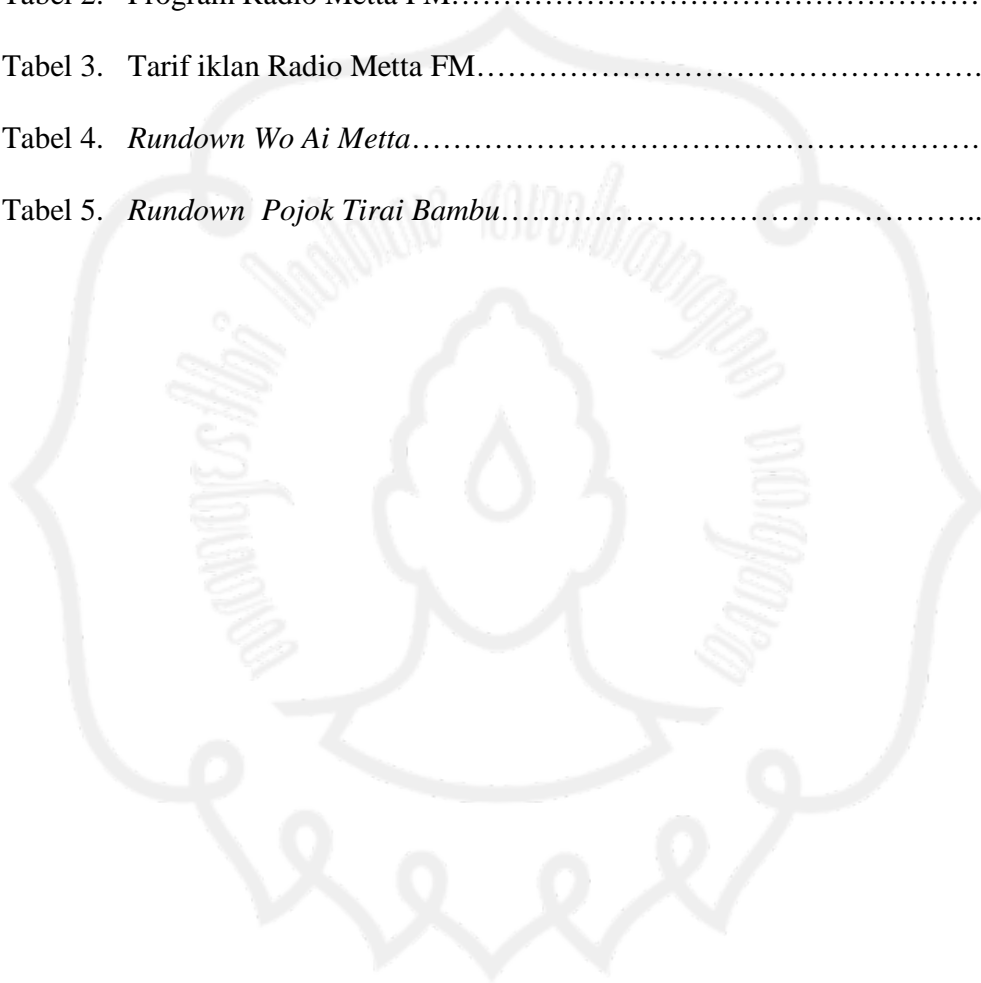 Tabel 2. Program Radio Metta FM……………………………………………………
Tabel 3. Tarif iklan Radio Metta FM……………………………………………….
Tabel 4. Rundown Wo Ai Metta………………………………………………………
Tabel 5. Rundown Pojok Tirai Bambu……………………………………………..